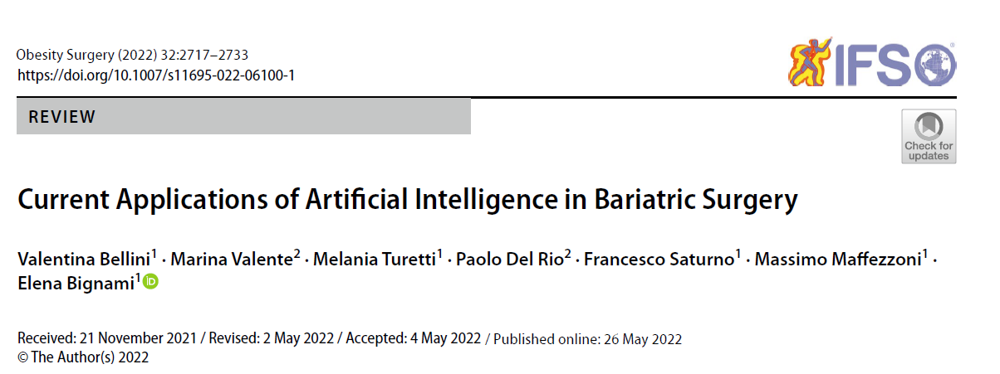 Obesity Surgery (2022) 32:2717–2733
https://doi.org/10.1007/s11695-022-06100-1
IFSO
®
REVIEW
Check for
updates
Current Applications of Artificial Intelligence in Bariatric Surgery
Valentina Bellini¹ · Marina Valente² · Melania Turetti¹ · Paolo Del Rio² · Francesco Saturno¹ · Massimo Maffezzoni¹ ·
Elena Bignami¹ iD
Received: 21 November 2021 / Revised: 2 May 2022 / Accepted: 4 May 2022 / Published online: 26 May 2022
© The Author(s) 2022